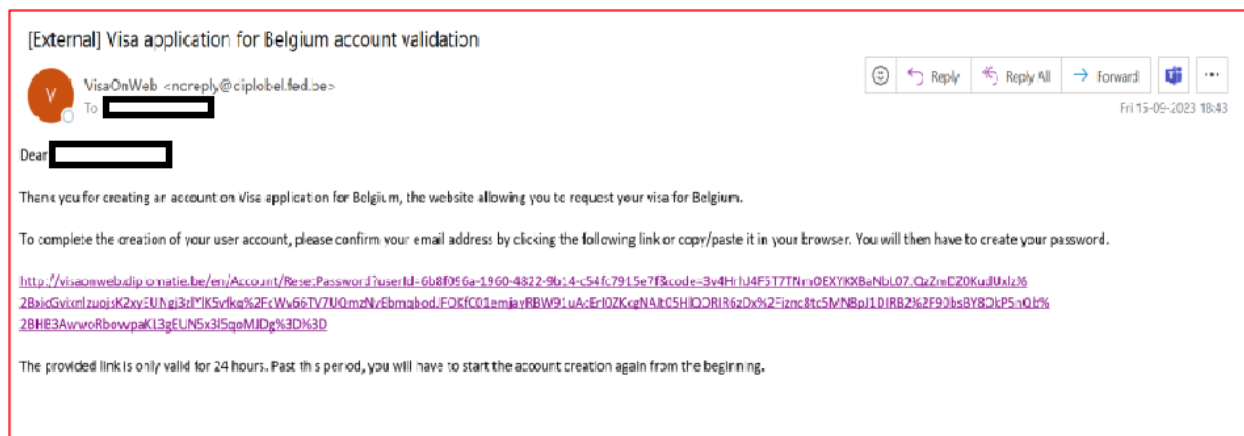 [External] Visa application for Belgium account validation
V
VisaOnWeb <noreply@diplobel.fed.be>
To
Reply
Reply All
Forward
Fri 15-09-2023 18:43
Dear
Thank you for creating an account on Visa application for Belgium, the website allowing you to request your visa for Belgium.
To complete the creation of your user account, please confirm your email address by clicking the following link or copy/paste it in your browser. You will then have to create your password.
The provided link is only valid for 24 hours. Past this period, you will have to start the account creation again from the beginning.